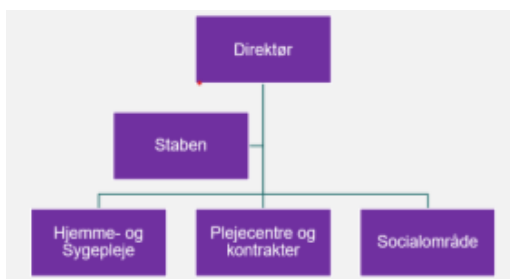 Direktør
Staben
Hjemme- og
Sygepleje
Plejecentre og
kontrakter
Socialområde